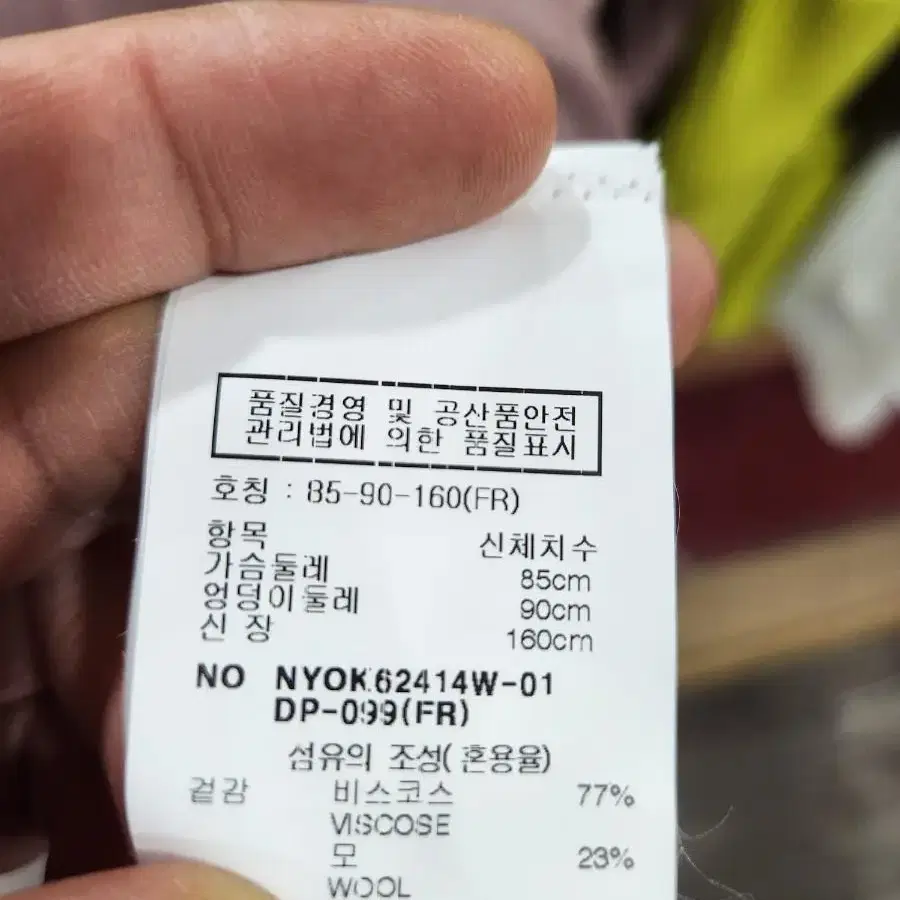 품질경영 및 공산품안전
관리법에 의한 품질표시
호칭 : 85-90-160(FR)
항목 신체치수
가슴둘레 85cm
엉덩이둘레 90cm
신 장 160cm
NO NYOK62414W-01
DP-099(FR)
섬유의 조성( 혼용율)
겉감 비스코스 77%
VISCOSE
모 23%
WOOL